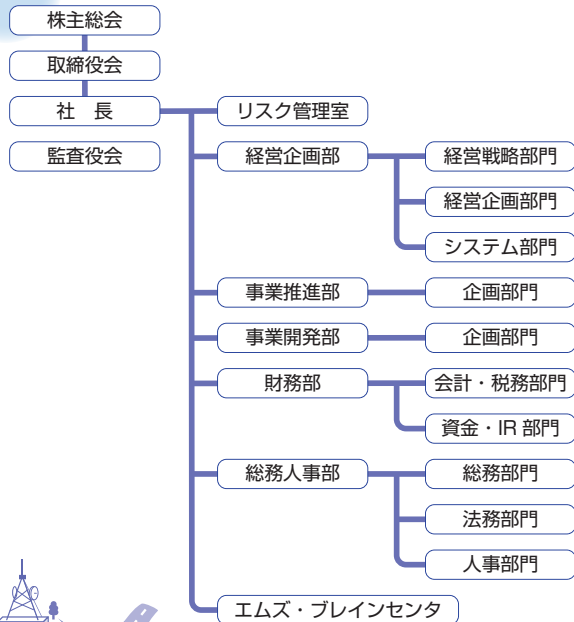 株主総会
取締役会
社　長
監査役会
リスク管理室
経営企画部
経営戦略部門
経営企画部門
システム部門
事業推進部
企画部門
事業開発部
企画部門
財務部
会計・税務部門
資金・IR 部門
総務人事部
総務部門
法務部門
人事部門
エムズ・ブレインセンタ